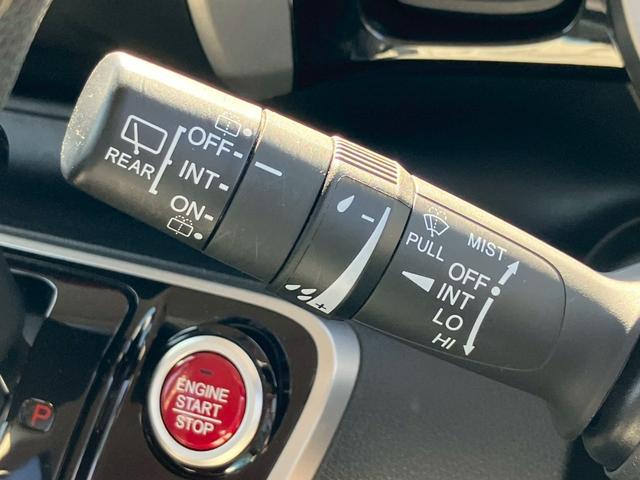 REAR
OFF
INT
ON
-
+
PULL
MIST
OFF
INT
LO
HI
ENGINE
START
STOP
P